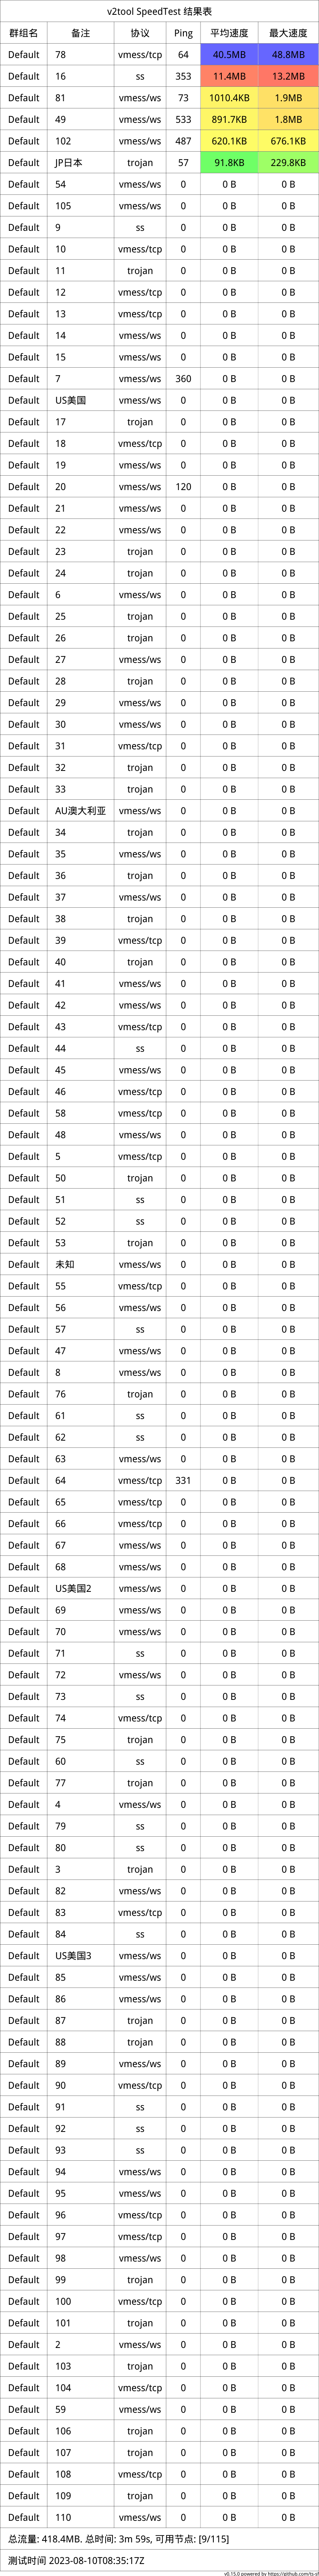 v2tool SpeedTest 结果表
群组名 备注 协议 Ping 平均速度 最大速度
Default 78 vmess/tcp 64 40.5MB 48.8MB
Default 16 ss 353 11.4MB 13.2MB
Default 81 vmess/ws 73 1010.4KB 1.9MB
Default 49 vmess/ws 533 891.7KB 1.8MB
Default 102 vmess/ws 487 620.1KB 676.1KB
Default JP日本 trojan 57 91.8KB 229.8KB
Default 54 vmess/ws 0 0 B 0 B
Default 105 vmess/ws 0 0 B 0 B
Default 9 ss 0 0 B 0 B
Default 10 vmess/tcp 0 0 B 0 B
Default 11 trojan 0 0 B 0 B
Default 12 vmess/tcp 0 0 B 0 B
Default 13 vmess/tcp 0 0 B 0 B
Default 14 vmess/ws 0 0 B 0 B
Default 15 vmess/ws 0 0 B 0 B
Default 7 vmess/ws 360 0 B 0 B
Default US美国 vmess/ws 0 0 B 0 B
Default 17 trojan 0 0 B 0 B
Default 18 vmess/tcp 0 0 B 0 B
Default 19 vmess/ws 0 0 B 0 B
Default 20 vmess/ws 120 0 B 0 B
Default 21 vmess/ws 0 0 B 0 B
Default 22 vmess/ws 0 0 B 0 B
Default 23 trojan 0 0 B 0 B
Default 24 trojan 0 0 B 0 B
Default 6 vmess/ws 0 0 B 0 B
Default 25 trojan 0 0 B 0 B
Default 26 trojan 0 0 B 0 B
Default 27 vmess/ws 0 0 B 0 B
Default 28 trojan 0 0 B 0 B
Default 29 vmess/ws 0 0 B 0 B
Default 30 vmess/ws 0 0 B 0 B
Default 31 vmess/tcp 0 0 B 0 B
Default 32 trojan 0 0 B 0 B
Default 33 trojan 0 0 B 0 B
Default AU澳大利亚 vmess/ws 0 0 B 0 B
Default 34 trojan 0 0 B 0 B
Default 35 vmess/ws 0 0 B 0 B
Default 36 trojan 0 0 B 0 B
Default 37 vmess/ws 0 0 B 0 B
Default 38 trojan 0 0 B 0 B
Default 39 vmess/tcp 0 0 B 0 B
Default 40 trojan 0 0 B 0 B
Default 41 vmess/ws 0 0 B 0 B
Default 42 vmess/ws 0 0 B 0 B
Default 43 vmess/tcp 0 0 B 0 B
Default 44 ss 0 0 B 0 B
Default 45 vmess/ws 0 0 B 0 B
Default 46 vmess/tcp 0 0 B 0 B
Default 58 vmess/tcp 0 0 B 0 B
Default 48 vmess/ws 0 0 B 0 B
Default 5 vmess/tcp 0 0 B 0 B
Default 50 trojan 0 0 B 0 B
Default 51 ss 0 0 B 0 B
Default 52 ss 0 0 B 0 B
Default 53 trojan 0 0 B 0 B
Default 未知 vmess/ws 0 0 B 0 B
Default 55 vmess/tcp 0 0 B 0 B
Default 56 vmess/ws 0 0 B 0 B
Default 57 ss 0 0 B 0 B
Default 47 vmess/ws 0 0 B 0 B
Default 8 vmess/ws 0 0 B 0 B
Default 76 trojan 0 0 B 0 B
Default 61 ss 0 0 B 0 B
Default 62 ss 0 0 B 0 B
Default 63 vmess/ws 0 0 B 0 B
Default 64 vmess/tcp 331 0 B 0 B
Default 65 vmess/tcp 0 0 B 0 B
Default 66 vmess/tcp 0 0 B 0 B
Default 67 vmess/ws 0 0 B 0 B
Default 68 vmess/ws 0 0 B 0 B
Default US美国2 vmess/ws 0 0 B 0 B
Default 69 vmess/ws 0 0 B 0 B
Default 70 vmess/ws 0 0 B 0 B
Default 71 ss 0 0 B 0 B
Default 72 vmess/ws 0 0 B 0 B
Default 73 ss 0 0 B 0 B
Default 74 vmess/tcp 0 0 B 0 B
Default 75 trojan 0 0 B 0 B
Default 60 ss 0 0 B 0 B
Default 77 trojan 0 0 B 0 B
Default 4 vmess/ws 0 0 B 0 B
Default 79 ss 0 0 B 0 B
Default 80 ss 0 0 B 0 B
Default 3 trojan 0 0 B 0 B
Default 82 vmess/ws 0 0 B 0 B
Default 83 vmess/tcp 0 0 B 0 B
Default 84 ss 0 0 B 0 B
Default US美国3 vmess/ws 0 0 B 0 B
Default 85 vmess/ws 0 0 B 0 B
Default 86 vmess/ws 0 0 B 0 B
Default 87 trojan 0 0 B 0 B
Default 88 trojan 0 0 B 0 B
Default 89 vmess/ws 0 0 B 0 B
Default 90 vmess/tcp 0 0 B 0 B
Default 91 ss 0 0 B 0 B
Default 92 ss 0 0 B 0 B
Default 93 ss 0 0 B 0 B
Default 94 vmess/ws 0 0 B 0 B
Default 95 vmess/ws 0 0 B 0 B
Default 96 vmess/tcp 0 0 B 0 B
Default 97 vmess/tcp 0 0 B 0 B
Default 98 vmess/ws 0 0 B 0 B
Default 99 trojan 0 0 B 0 B
Default 100 vmess/tcp 0 0 B 0 B
Default 101 trojan 0 0 B 0 B
Default 2 vmess/ws 0 0 B 0 B
Default 103 trojan 0 0 B 0 B
Default 104 vmess/tcp 0 0 B 0 B
Default 59 vmess/ws 0 0 B 0 B
Default 106 trojan 0 0 B 0 B
Default 107 trojan 0 0 B 0 B
Default 108 vmess/tcp 0 0 B 0 B
Default 109 trojan 0 0 B 0 B
Default 110 vmess/ws 0 0 B 0 B
总流量: 418.4MB. 总时间: 3m 59s, 可用节点: [9/115]
测试时间 2023-08-10T08:35:17Z
v0.15.0 powered by https://github.com/ts-sf